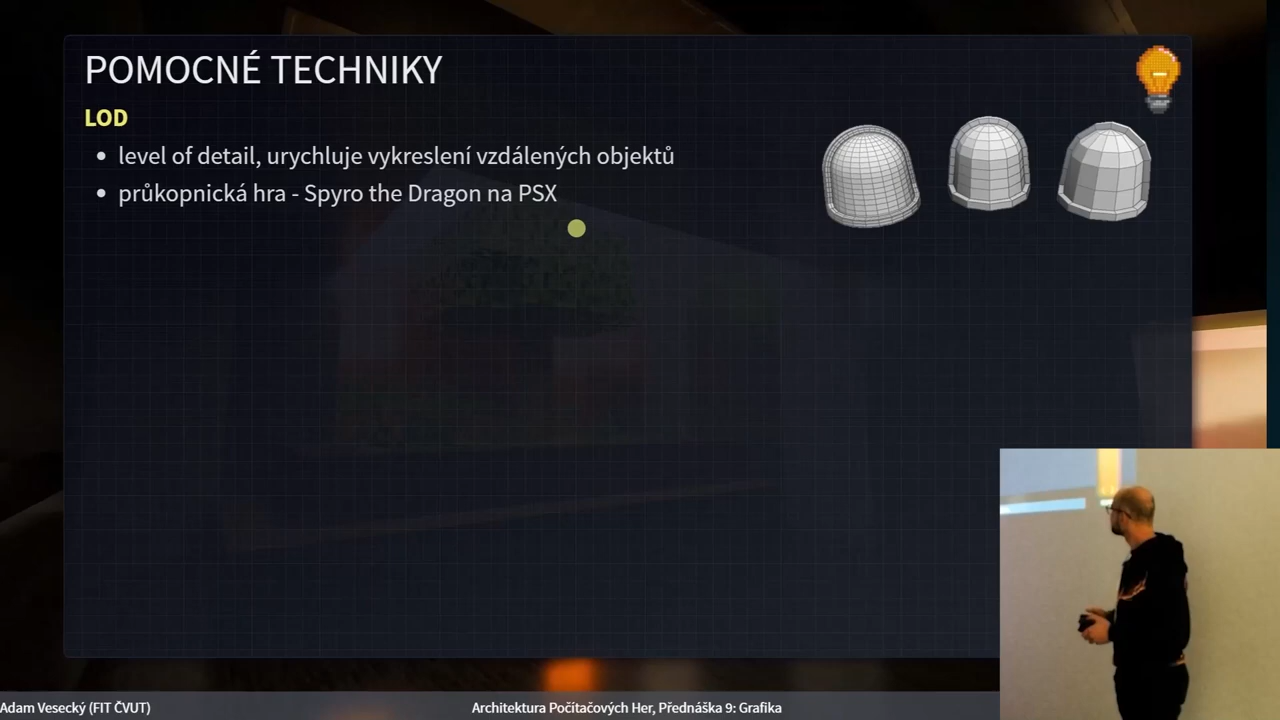 POMOCNÉ TECHNIKY
LOD
level of detail, urychluje vykreslení vzdálených objektů
průkopnická hra - Spyro the Dragon na PSX
Adam Vesecký (FIT ČVUT)
Architektura Počítačových Her, Přednáška 9: Grafika